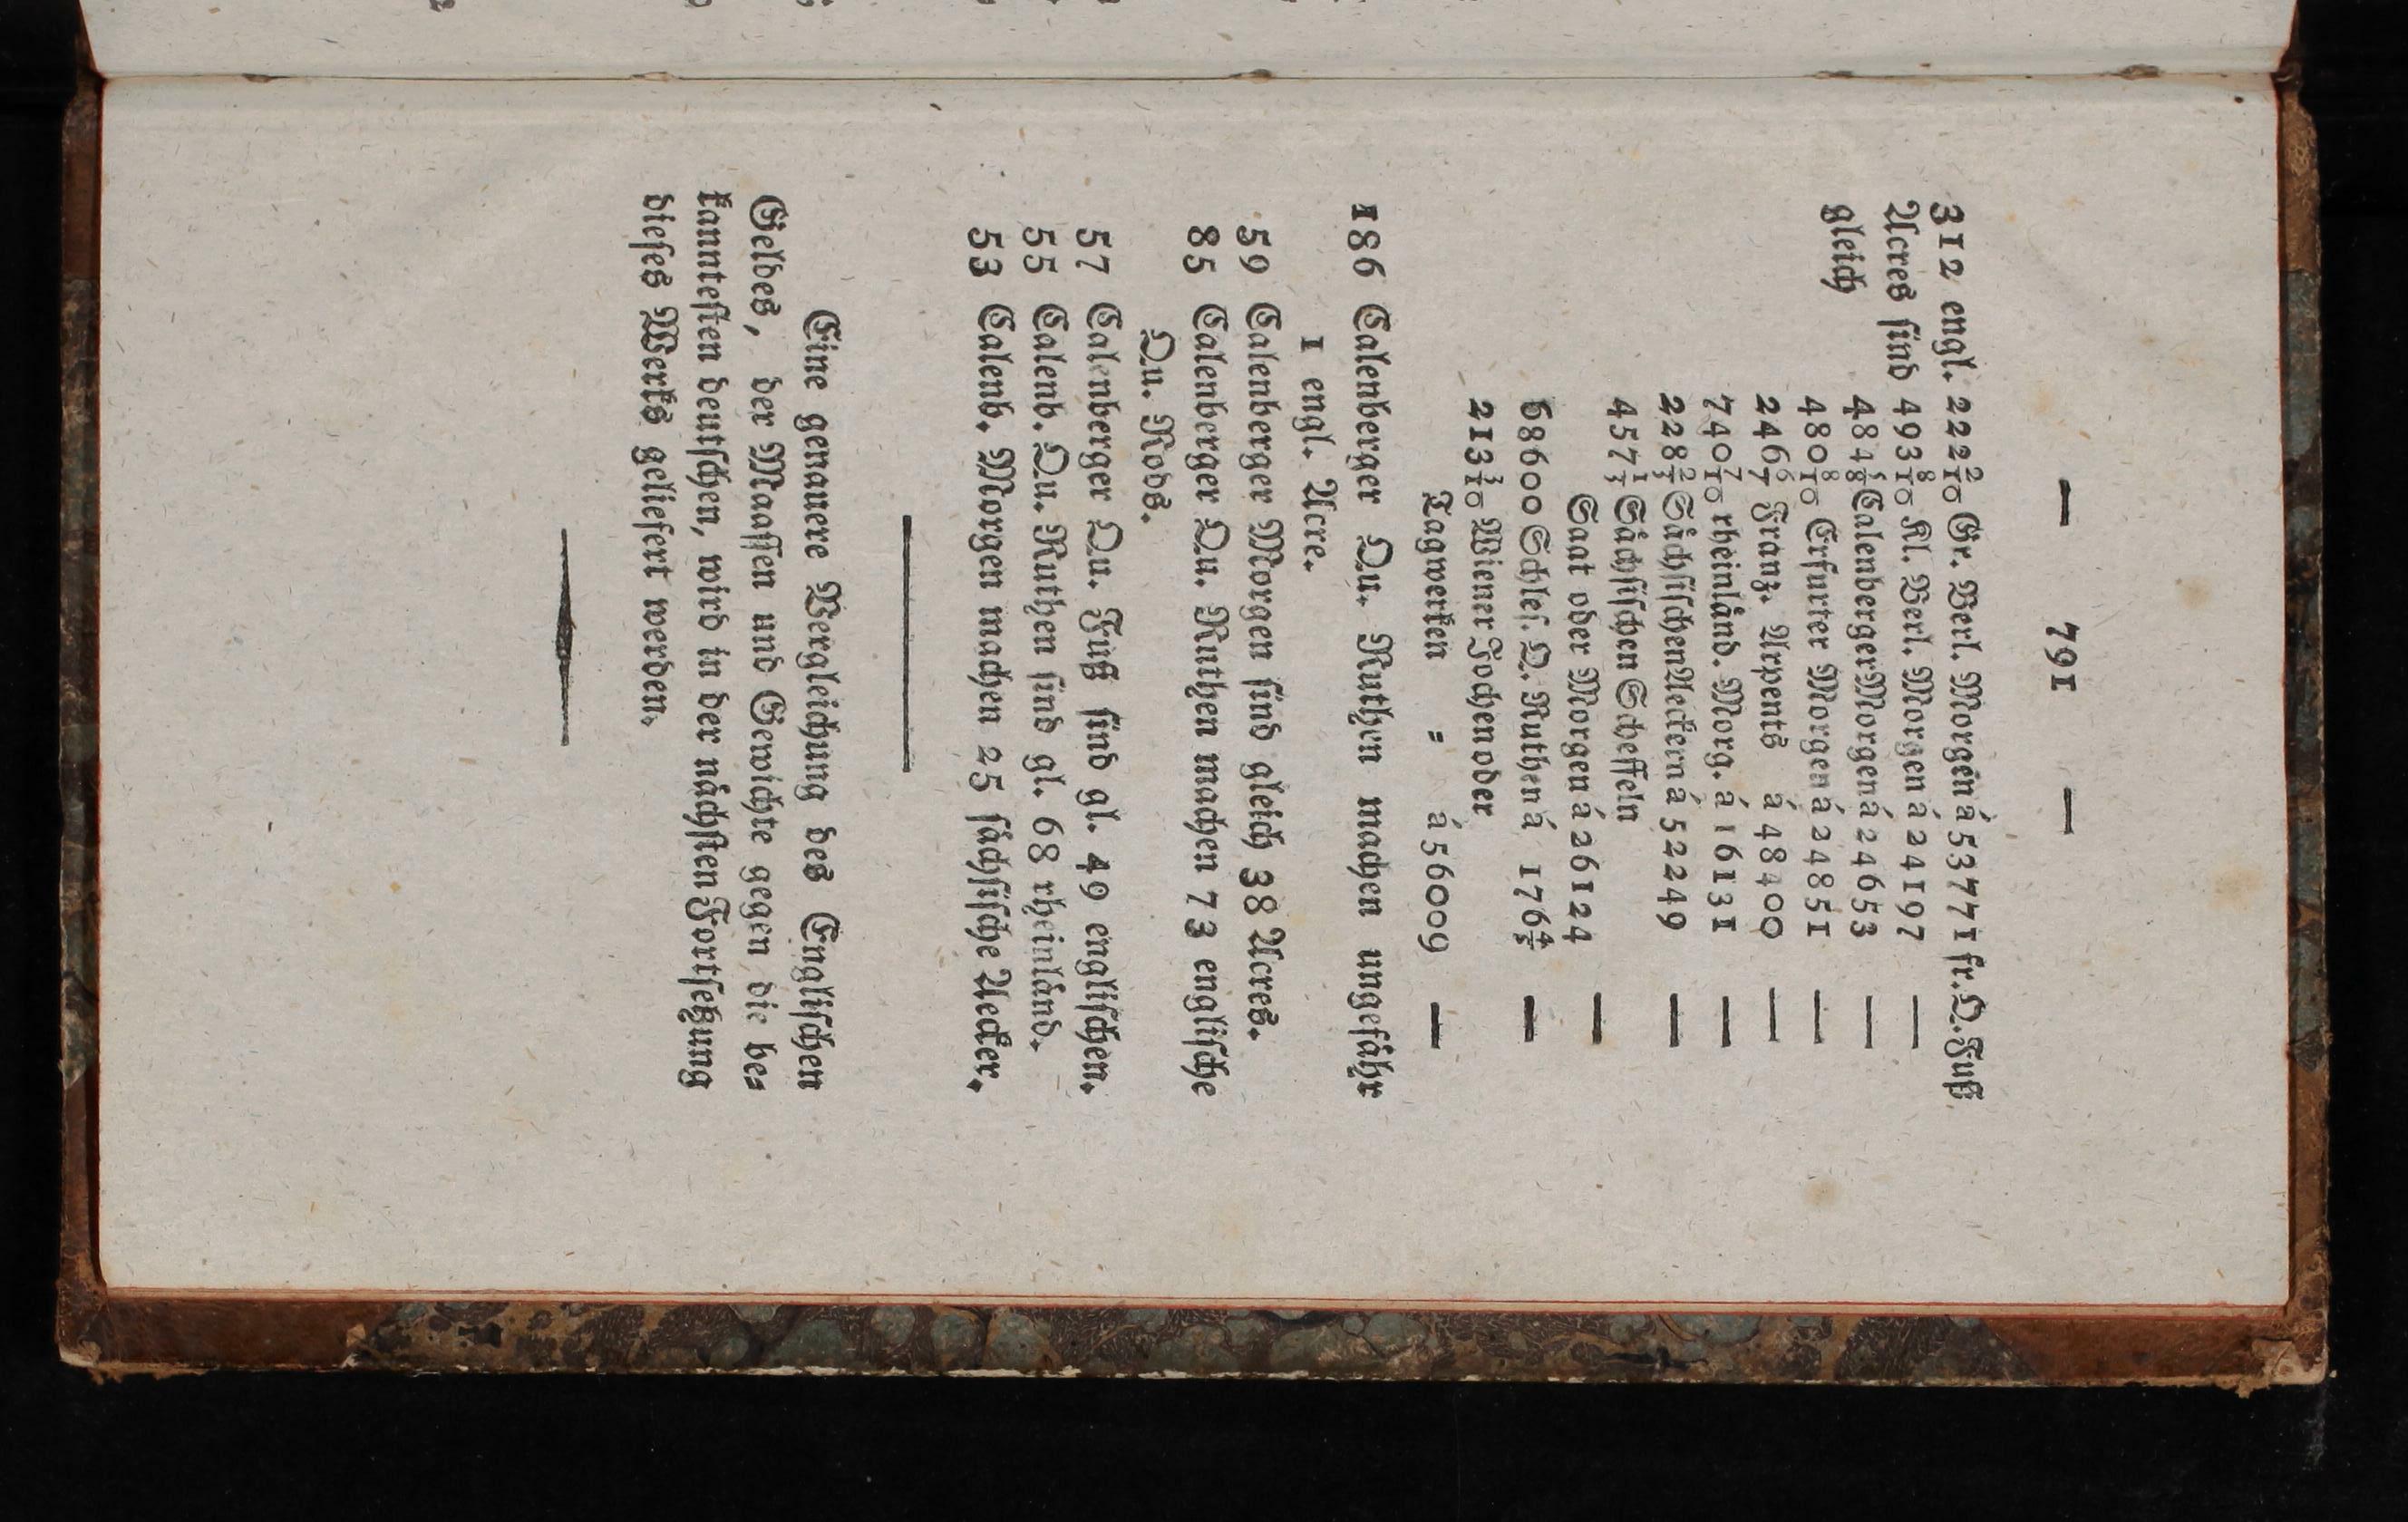 — 791 —
312 engl. 222 2/10 Gr. Berl. Morgen á 53771 fr. Q. Fuß
Acres sind 493 8/10 Kl. Berl. Morgen á 24197 —
484 5/8 Calenberger Morgen á 24653 —
gleich 480 8/10 Erfurter Morgen á 24851 —
246 6/7 Franz. Arpents á 48400 —
740 7/10 rheinländ. Morg. á 16131 —
228 2/3 Sächsischen Aeckern á 52249 —
457 1/3 Sächsischen Scheffeln
Saat oder Morgen á 26124 —
68600 Schles. Q. Ruthen á 176 4/5 —
213 3/10 Wiener Jochen oder
Tagwerken = á 56009 —
186 Calenberger Qu. Ruthen machen ungefähr
1 engl. Acre.
59 Calenberger Morgen sind gleich 38 Acres.
85 Calenberger Qu. Ruthen machen 73 englische
Qu. Rods.
57 Calenberger Qu. Fuß sind gl. 49 englischen.
55 Calenb. Qu. Ruthen sind gl. 68 rheinländ.
53 Calenb. Morgen machen 25 sächsische Aecker.
Eine genauere Vergleichung des Englischen
Geldes, der Maassen und Gewichte gegen die be⸗
kanntesten deutschen, wird in der nächsten Fortsetzung
dieses Werks geliefert werden.